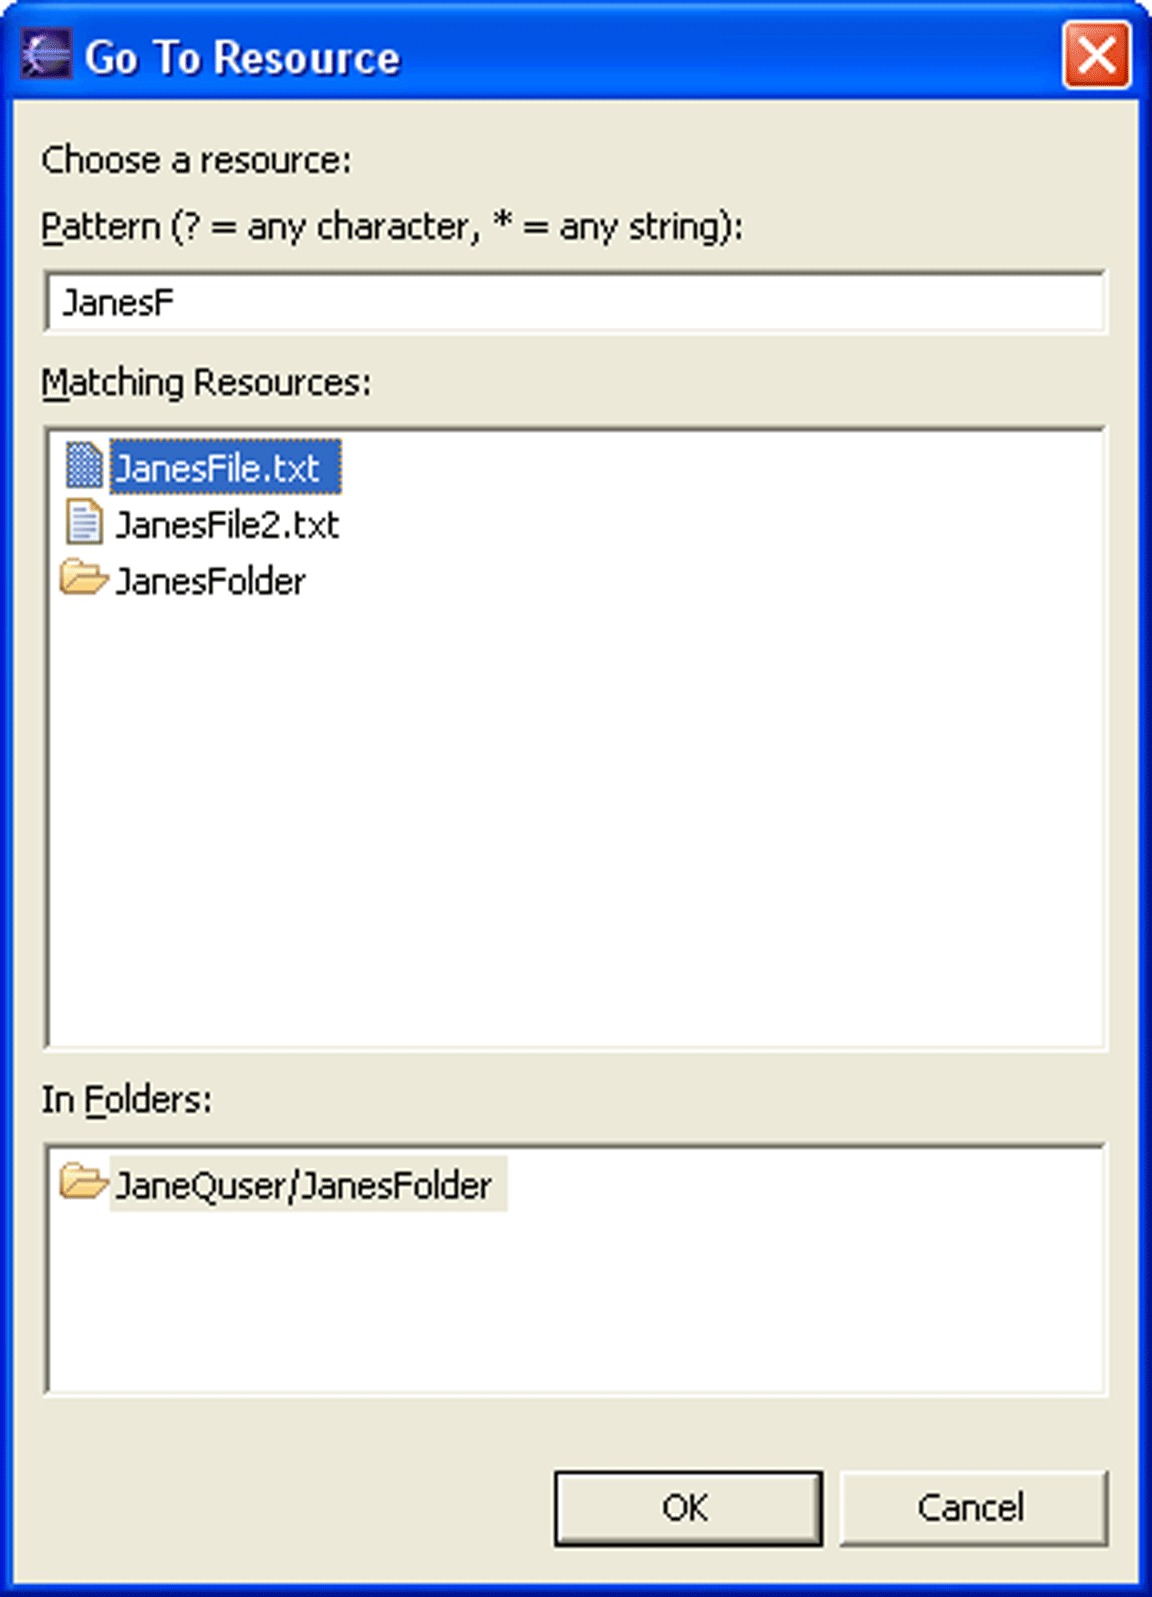 Go To Resource
Choose a resource:
Pattern (? = any character, * = any string):
JanesF
Matching Resources:
JanesFile.txt
JanesFile2.txt
JanesFolder
In Folders:
JaneQuser/JanesFolder
OK Cancel